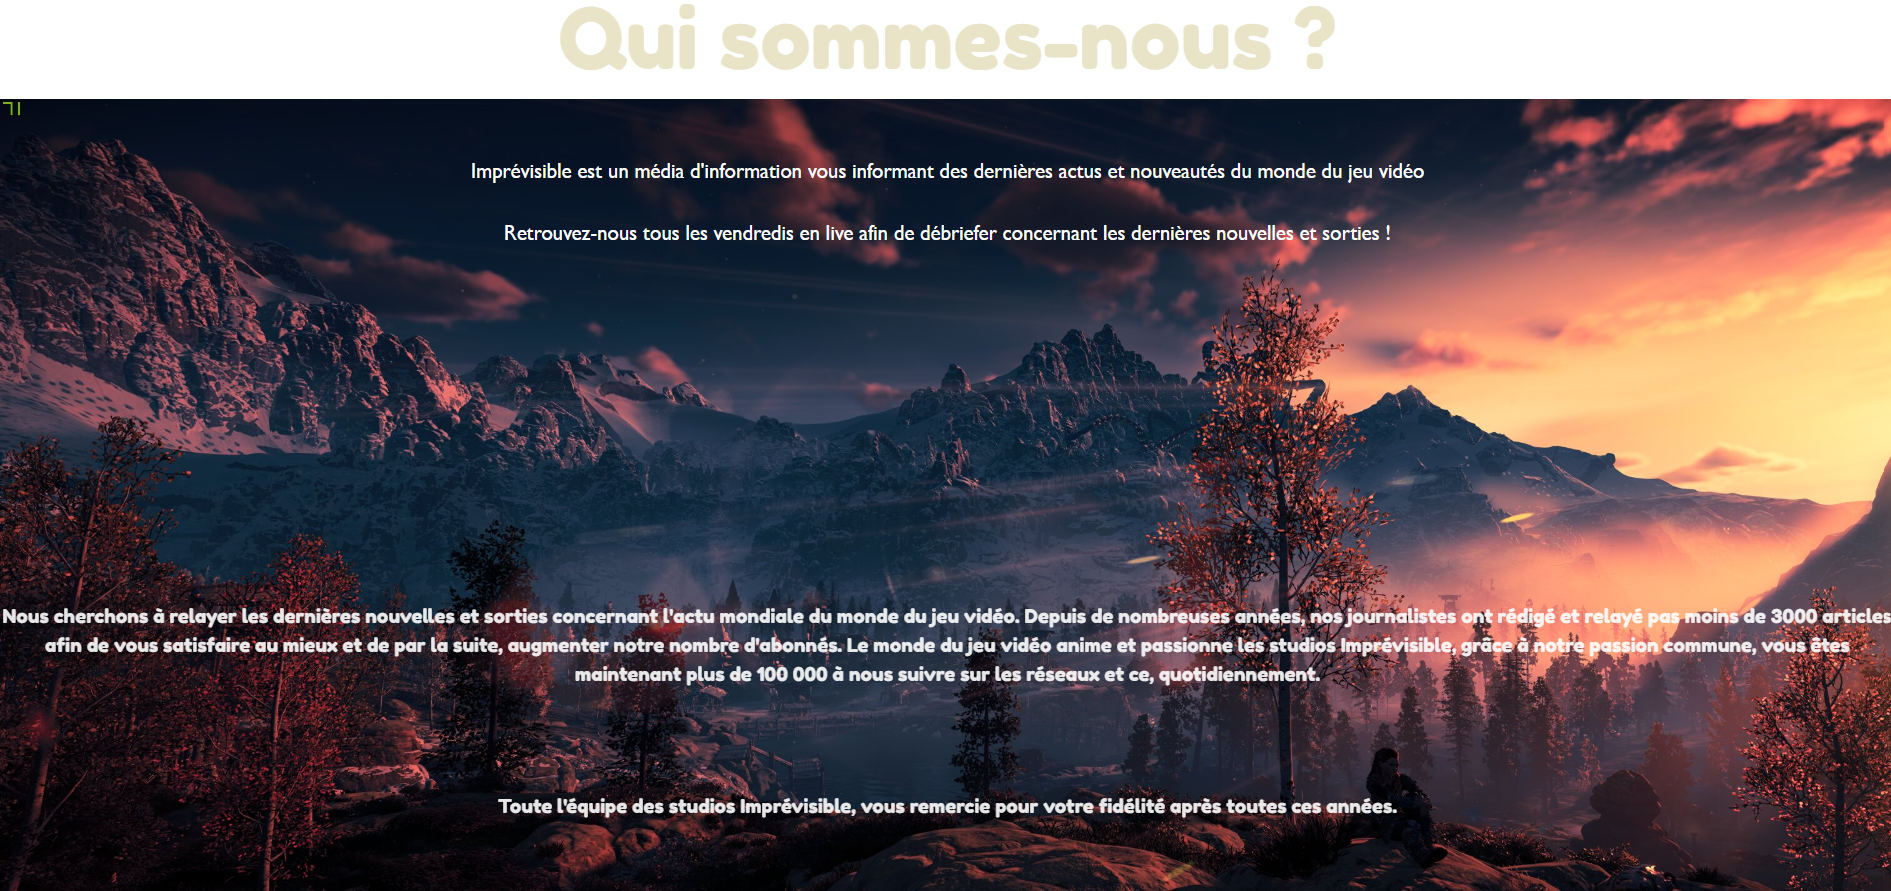 Qui sommes-nous ?
Imprévisible est un média d'information vous informant des dernières actus et nouveautés du monde du jeu vidéo
Retrouvez-nous tous les vendredis en live afin de débriefer concernant les dernières nouvelles et sorties !
Nous cherchons à relayer les dernières nouvelles et sorties concernant l'actu mondiale du monde du jeu vidéo. Depuis de nombreuses années, nos journalistes ont rédigé et relayé pas moins de 3000 articles
afin de vous satisfaire au mieux et de par la suite, augmenter notre nombre d'abonnés. Le monde du jeu vidéo anime et passionne les studios Imprévisible, grâce à notre passion commune, vous êtes
maintenant plus de 100 000 à nous suivre sur les réseaux et ce, quotidiennement.
Toute l'équipe des studios Imprévisible, vous remercie pour votre fidélité après toutes ces années.